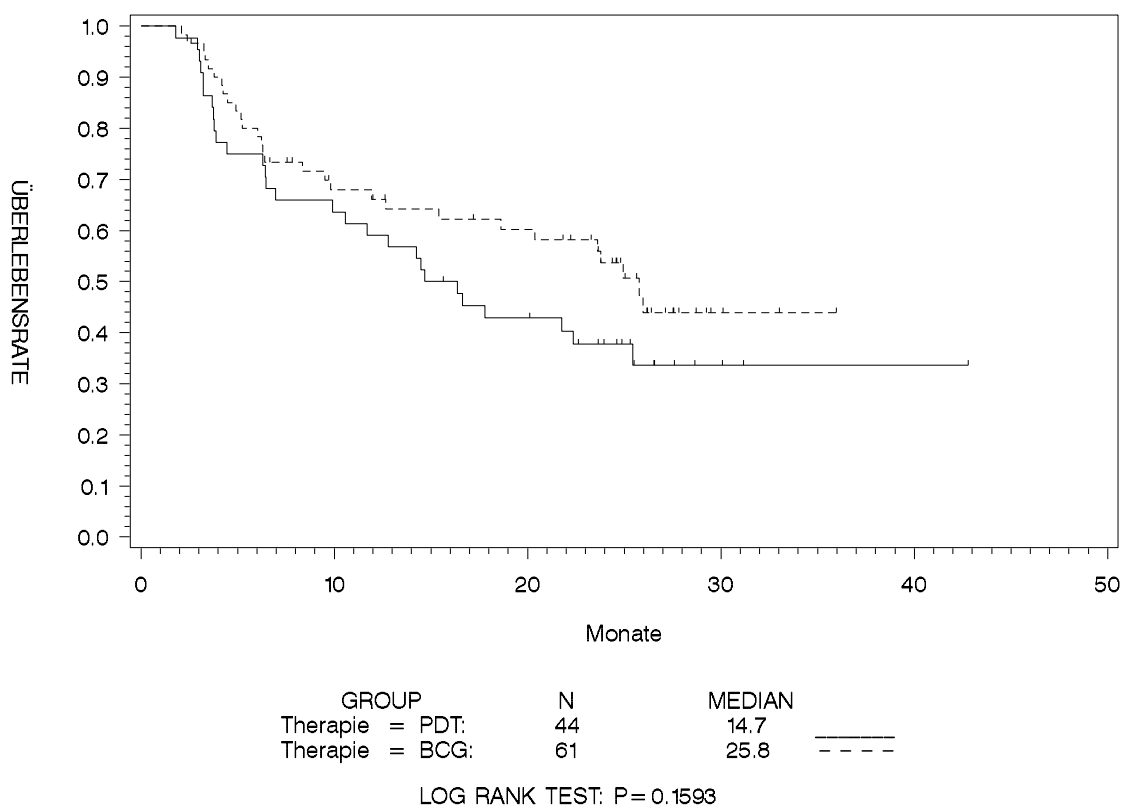 ÜBERLEBENSRATE
1.0
0.9
0.8
0.7
0.6
0.5
0.4
0.3
0.2
0.1
0.0
0 10 20 30 40 50
Monate
GROUP N MEDIAN
Therapie = PDT: 44 14.7
Therapie = BCG: 61 25.8
LOG RANK TEST: P=0.1593